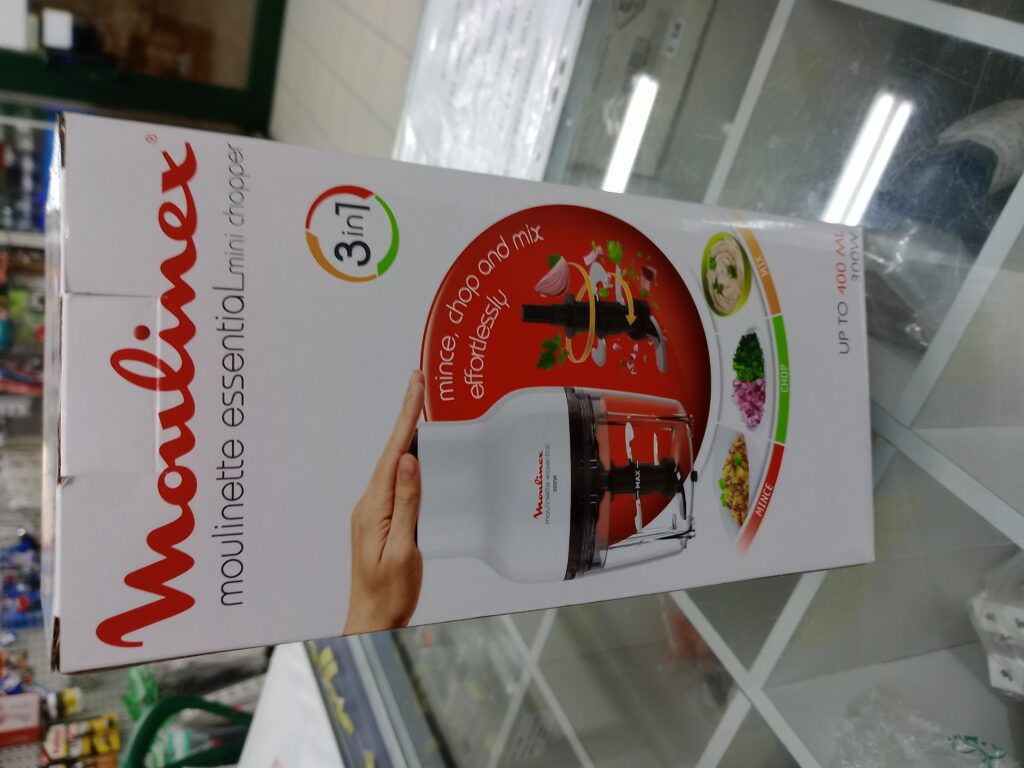 Moulinex®
moulinette essential mini chopper
3in1
mince, chop and mix
effortlessly
Moulinex
moulinette essential
300W
MAX
MINCE
CHOP
MIX
UP TO 400 ML
300W